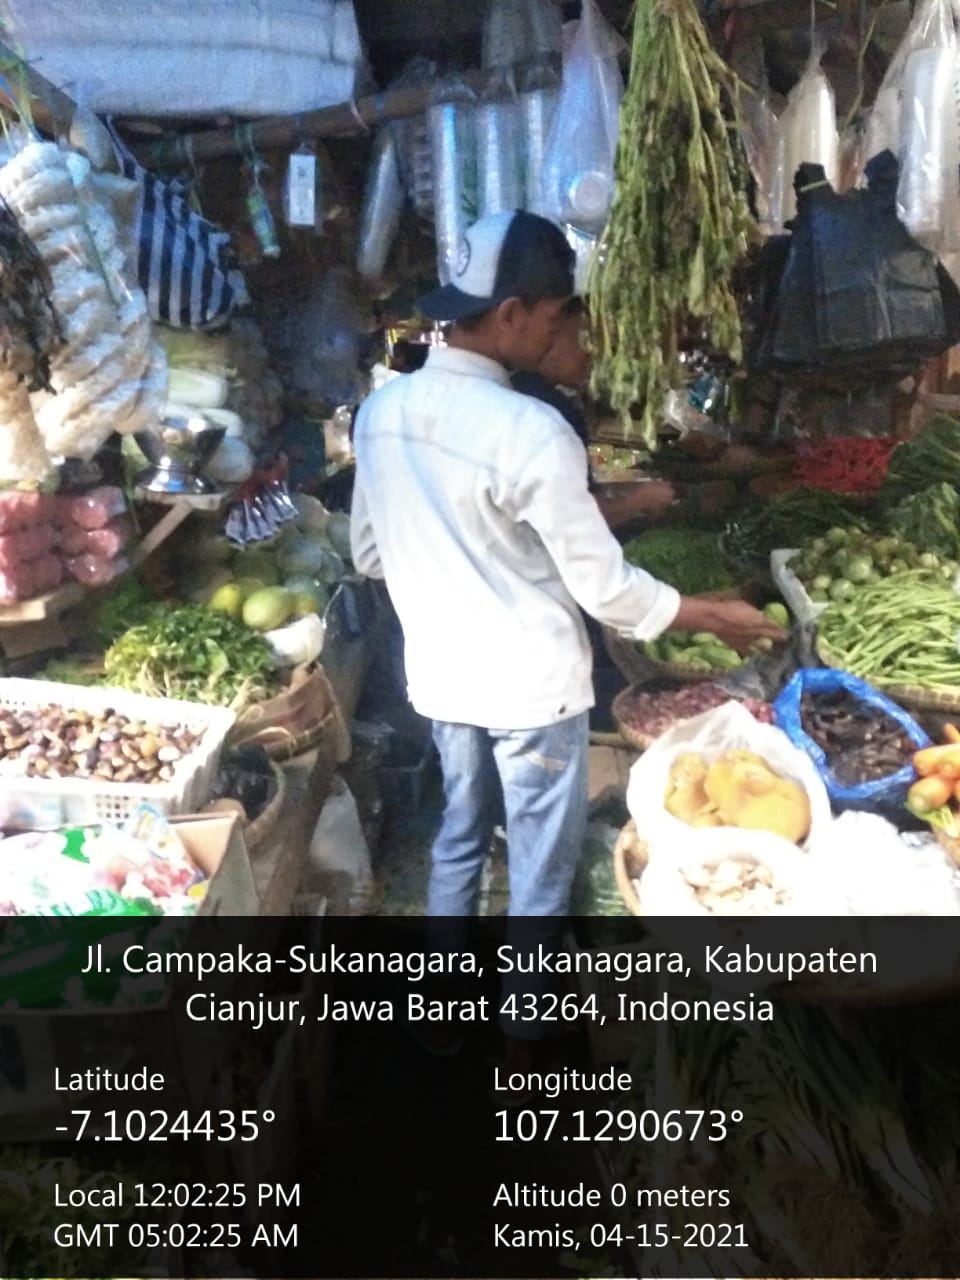 Jl. Campaka-Sukanagara, Sukanagara, Kabupaten
Cianjur, Jawa Barat 43264, Indonesia
Latitude
-7.1024435°
Longitude
107.1290673°
Local 12:02:25 PM
GMT 05:02:25 AM
Altitude 0 meters
Kamis, 04-15-2021